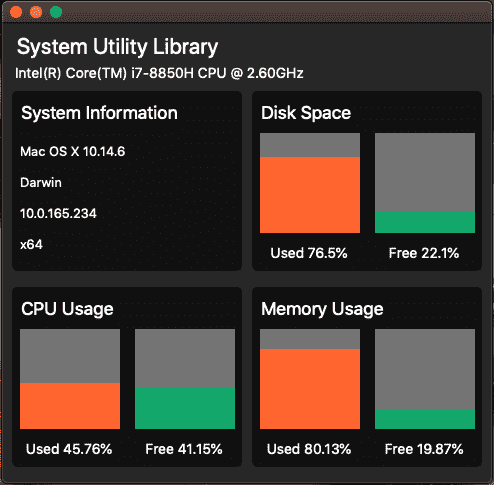 System Utility Library
Intel(R) Core(TM) i7-8850H CPU @ 2.60GHz
System Information
Mac OS X 10.14.6
Darwin
10.0.165.234
x64
Disk Space
Used 76.5%
Free 22.1%
CPU Usage
Used 45.76%
Free 41.15%
Memory Usage
Used 80.13%
Free 19.87%